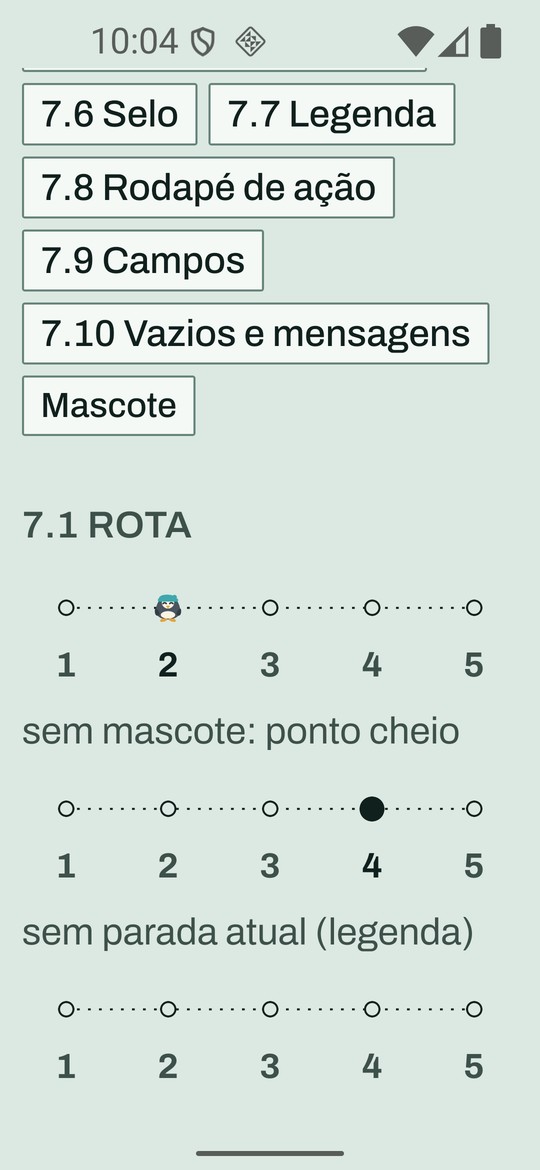 10:04
7.6 Selo 7.7 Legenda
7.8 Rodapé de ação
7.9 Campos
7.10 Vazios e mensagens
Mascote
7.1 ROTA
1 2 3 4 5
sem mascote: ponto cheio
1 2 3 4 5
sem parada atual (legenda)
1 2 3 4 5